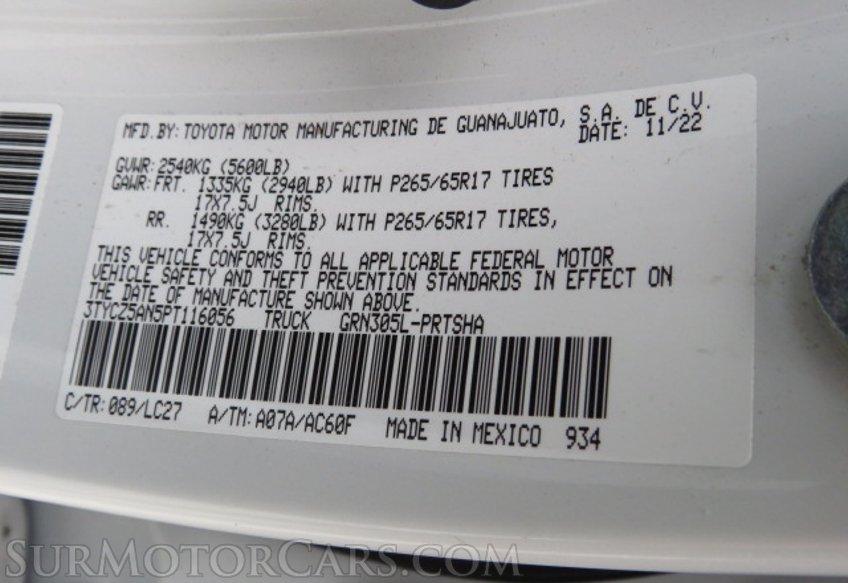 MFD.BY: TOYOTA MOTOR MANUFACTURING DE GUANAJUATO, S.A. DE C.V.
DATE: 11/22
GVWR: 2540KG (5600LB)
GAWR: FRT. 1335KG (2940LB) WITH P265/65R17 TIRES
17X7.5J RIMS,
RR. 1490KG (3280LB) WITH P265/65R17 TIRES,
17X7.5J RIMS.
THIS VEHICLE CONFORMS TO ALL APPLICABLE FEDERAL MOTOR
VEHICLE SAFETY AND THEFT PREVENTION STANDARDS IN EFFECT ON
THE DATE OF MANUFACTURE SHOWN ABOVE.
3TYCZ5AN5PT116056 TRUCK GRN305L-PRTSHA
C/TR: 089/LC27 A/TM: A07A/AC60F MADE IN MEXICO 934
SurMotorCars.com